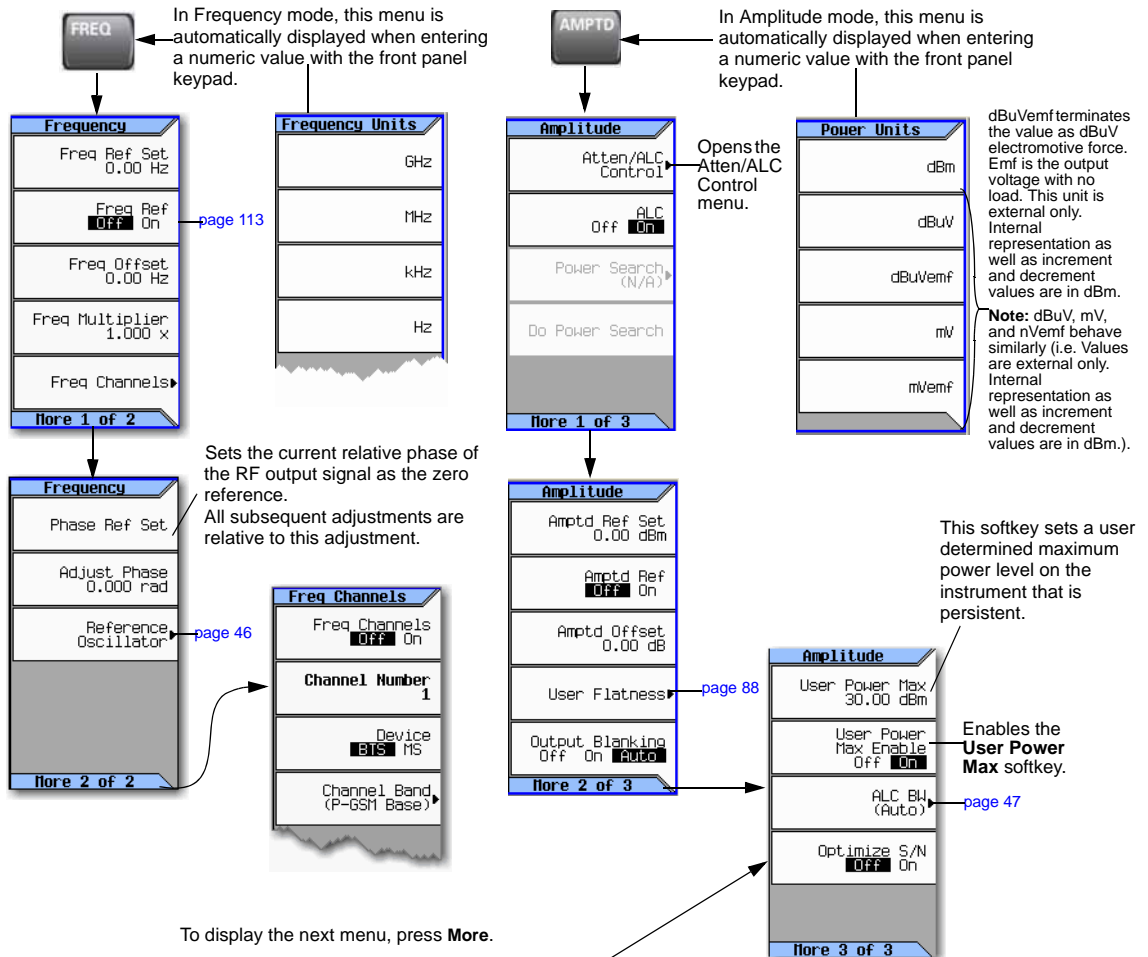 FREQ
In Frequency mode, this menu is
automatically displayed when entering
a numeric value with the front panel
keypad.
Frequency
Freq Ref Set
0.00 Hz
Freq Ref
Off On
page 113
Freq Offset
0.00 Hz
Freq Multiplier
1.000 x
Freq Channels
More 1 of 2
Frequency Units
GHz
MHz
kHz
Hz
Frequency
Phase Ref Set
Adjust Phase
0.000 rad
Reference
Oscillator
page 46
More 2 of 2
Sets the current relative phase of
the RF output signal as the zero
reference.
All subsequent adjustments are
relative to this adjustment.
Freq Channels
Freq Channels
Off On
Channel Number
1
Device
BTS MS
Channel Band
(P-GSM Base)
AMPTD
In Amplitude mode, this menu is
automatically displayed when entering
a numeric value with the front panel
keypad.
Amplitude
Atten/ALC
Control
Opens the
Atten/ALC
Control
menu.
ALC
Off On
Power Search
(N/A)
Do Power Search
More 1 of 3
Power Units
dBm
dBuV
dBuVemf
mV
mVemf
dBuVemf terminates
the value as dBuV
electromotive force.
Emf is the output
voltage with no
load. This unit is
external only.
Internal
representation as
well as increment
and decrement
values are in dBm.
Note: dBuV, mV,
and nVemf behave
similarly (i.e. Values
are external only.
Internal
representation as
well as increment
and decrement
values are in dBm.).
Amplitude
Amptd Ref Set
0.00 dBm
Amptd Ref
Off On
Amptd Offset
0.00 dB
User Flatness
page 88
Output Blanking
Off On Auto
More 2 of 3
This softkey sets a user
determined maximum
power level on the
instrument that is
persistent.
Amplitude
User Power Max
30.00 dBm
User Power
Max Enable
Off On
Enables the
User Power
Max softkey.
ALC BW
(Auto)
page 47
Optimize S/N
Off On
More 3 of 3
To display the next menu, press More.